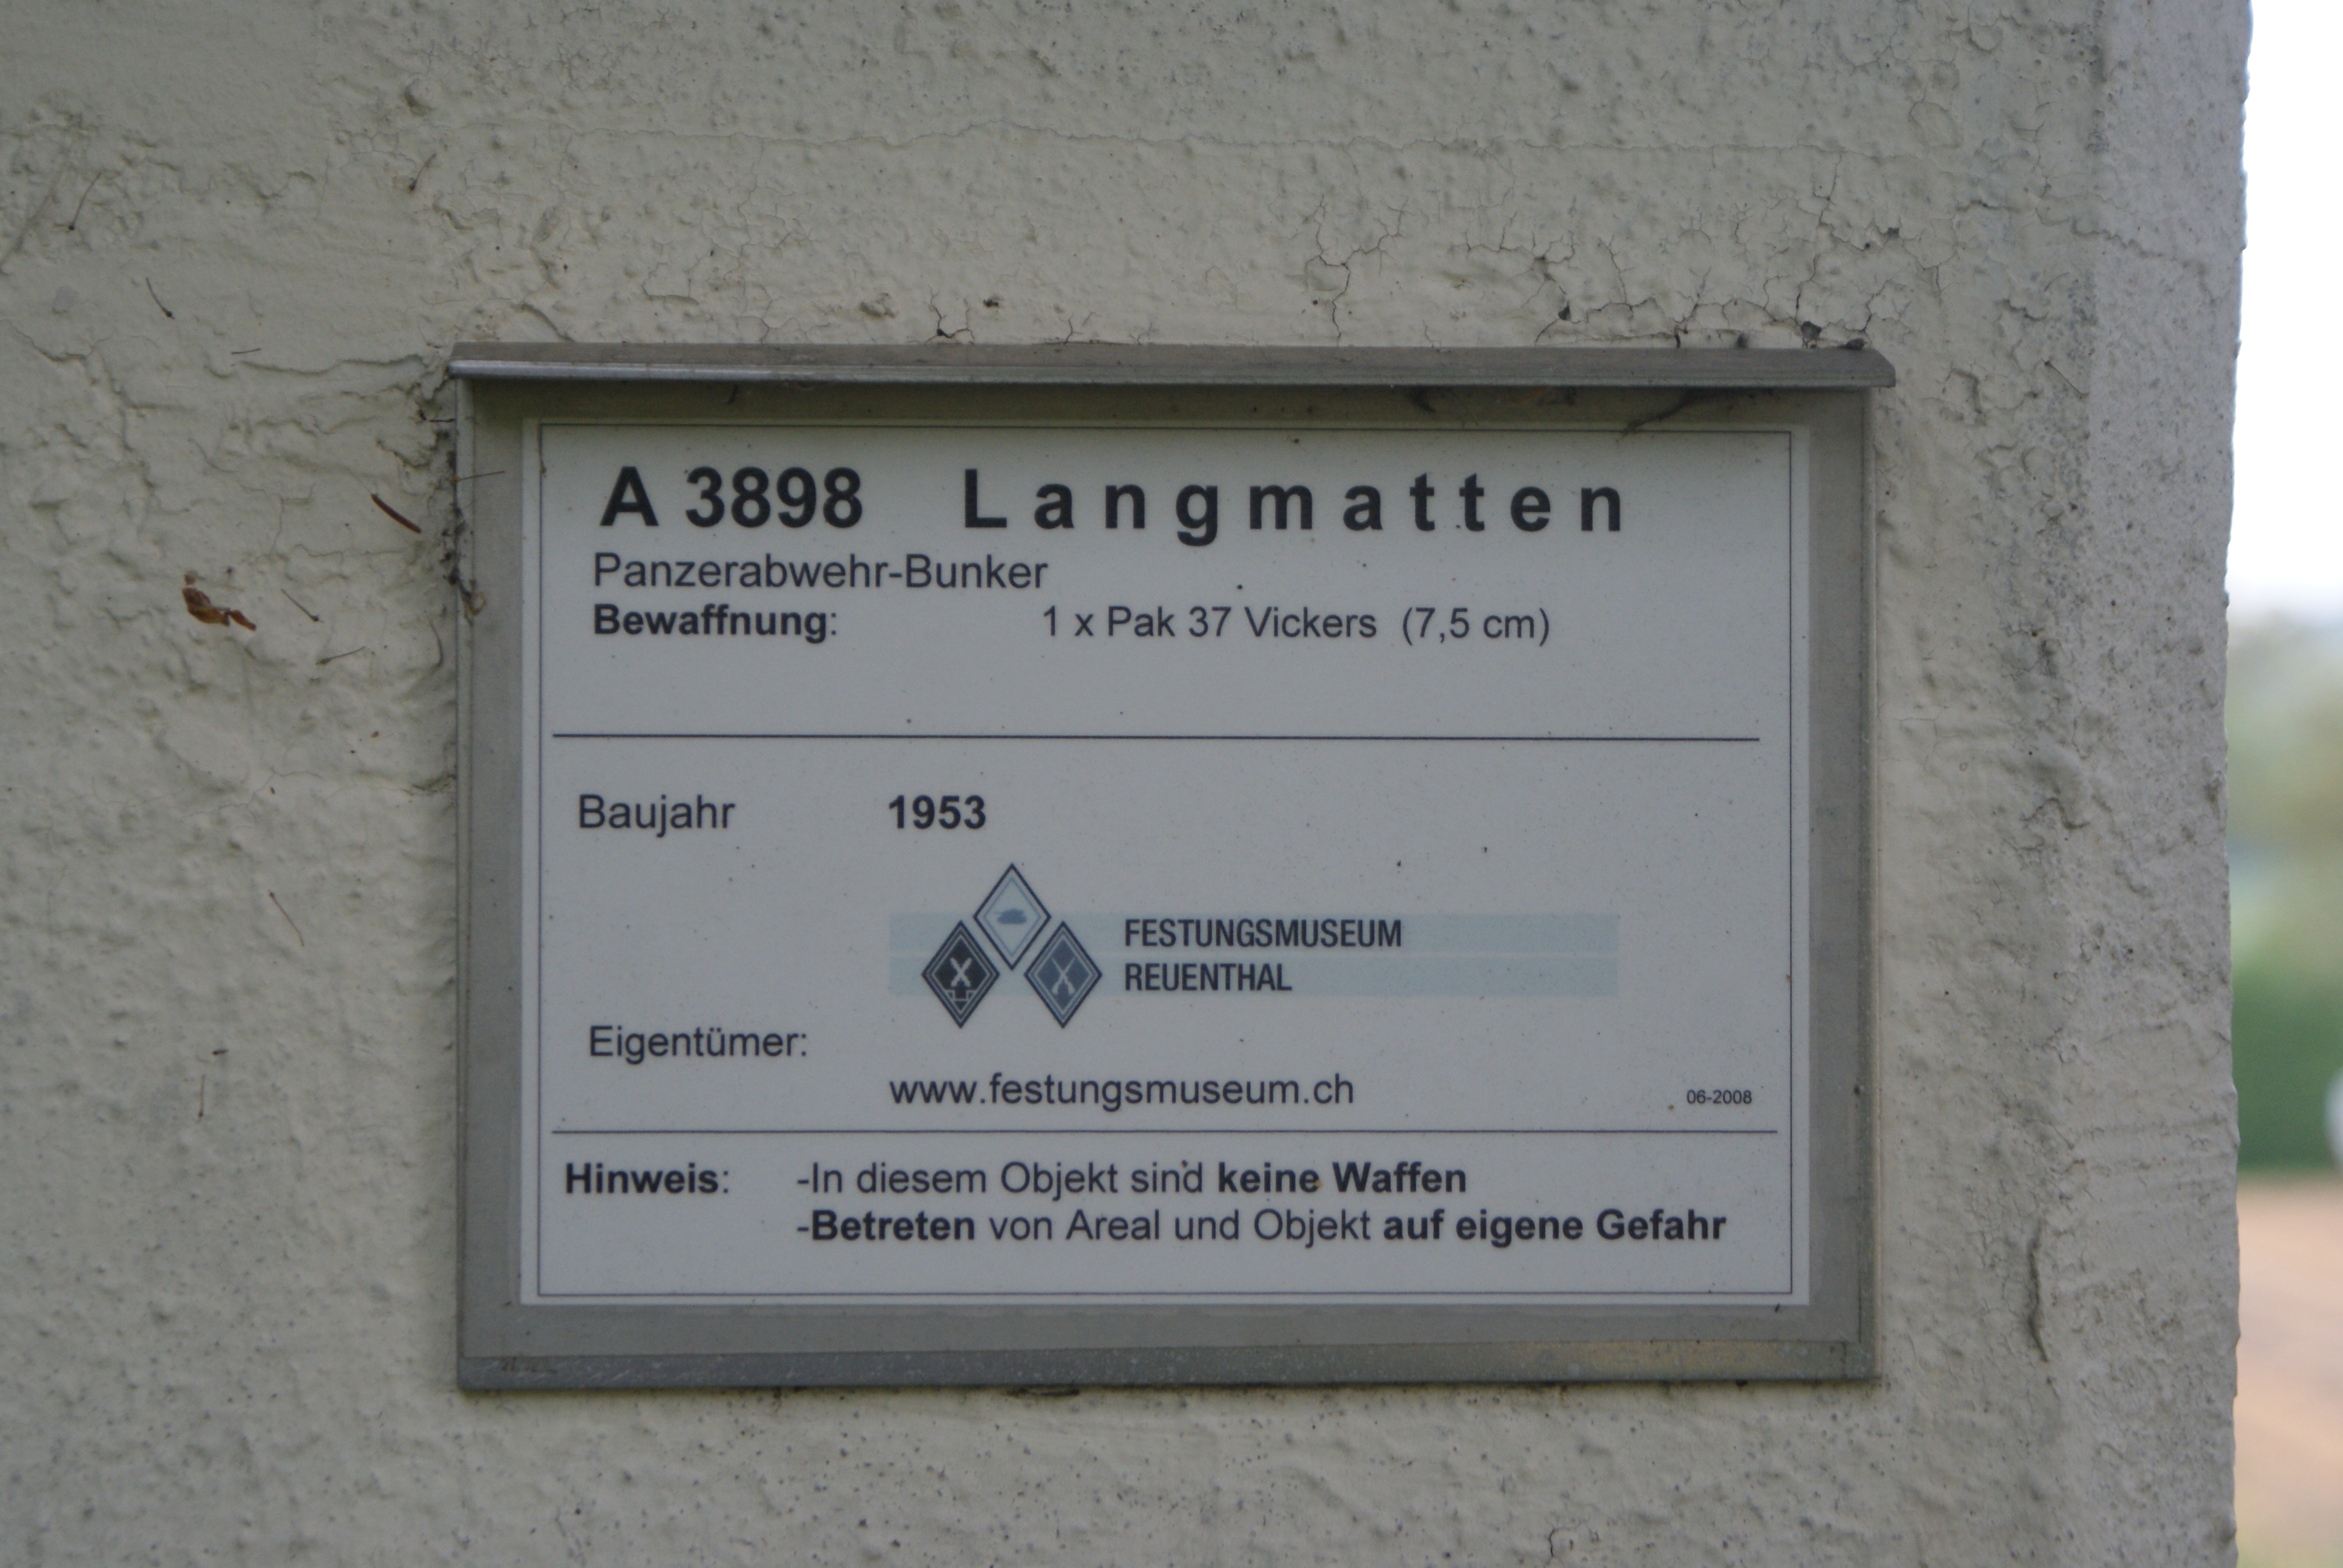 A 3898 Langmatten
Panzerabwehr-Bunker
Bewaffnung: 1 x Pak 37 Vickers (7,5 cm)
Baujahr 1953
FESTUNGSMUSEUM
REUENTHAL
Eigentümer:
www.festungsmuseum.ch 06-2008
Hinweis: -In diesem Objekt sind keine Waffen
-Betreten von Areal und Objekt auf eigene Gefahr